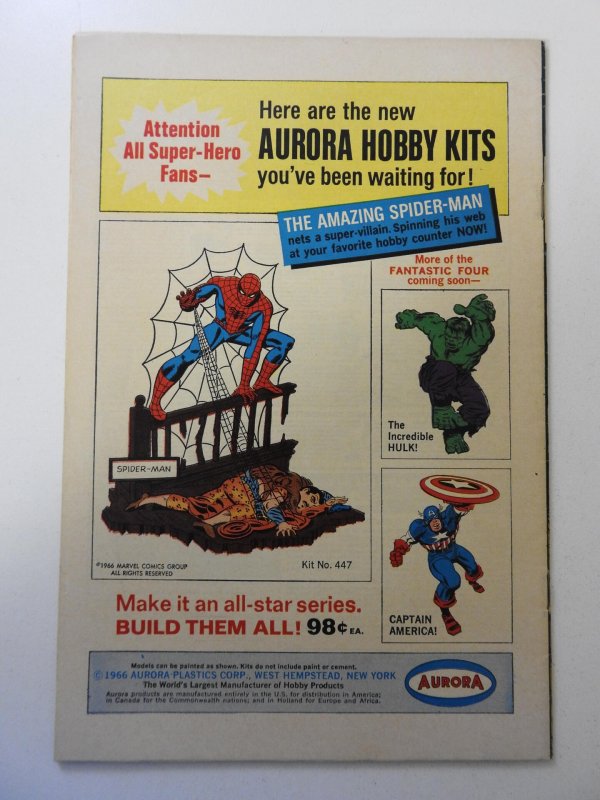 Attention
All Super-Hero
Fans—
Here are the new
AURORA HOBBY KITS
you've been waiting for!
THE AMAZING SPIDER-MAN
nets a super-villain. Spinning his web
at your favorite hobby counter NOW!
More of the
FANTASTIC FOUR
coming soon—
SPIDER-MAN
©1966 MARVEL COMICS GROUP
ALL RIGHTS RESERVED
Kit No. 447
The
Incredible
HULK!
CAPTAIN
AMERICA!
Make it an all-star series.
BUILD THEM ALL! 98¢ EA.
Models can be painted as shown. Kits do not include paint or cement.
©1966 AURORA PLASTICS CORP., WEST HEMPSTEAD, NEW YORK
The World's Largest Manufacturer of Hobby Products
Aurora products are manufactured entirely in the U.S. for distribution in America;
in Canada for the Commonwealth nations; and in Holland for Europe and Africa.
AURORA